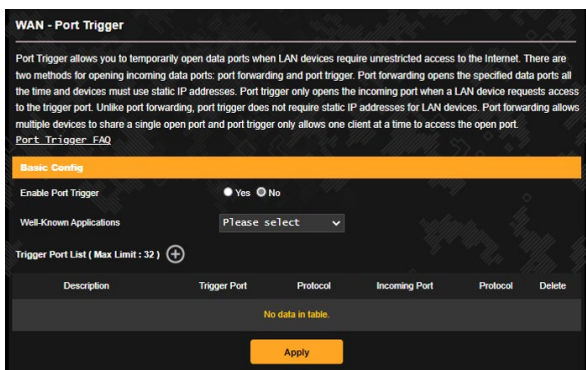 WAN - Port Trigger
Port Trigger allows you to temporarily open data ports when LAN devices require unrestricted access to the Internet. There are
two methods for opening incoming data ports: port forwarding and port trigger. Port forwarding opens the specified data ports all
the time and devices must use static IP addresses. Port trigger only opens the incoming port when a LAN device requests access
to the trigger port. Unlike port forwarding, port trigger does not require static IP addresses for LAN devices. Port forwarding allows
multiple devices to share a single open port and port trigger only allows one client at a time to access the open port.
Port Trigger FAQ
Basic Config
Enable Port Trigger Yes No
Well-Known Applications Please select
Trigger Port List ( Max Limit : 32 )
Description Trigger Port Protocol Incoming Port Protocol Delete
No data in table.
Apply